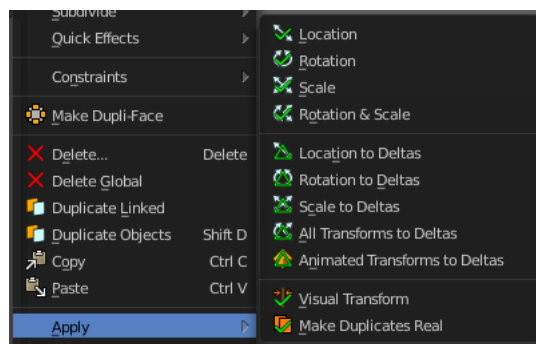 Subdivide
Quick Effects
Constraints
Make Dupli-Face
Delete... Delete
Delete Global
Duplicate Linked
Duplicate Objects Shift D
Copy Ctrl C
Paste Ctrl V
Apply
Location
Rotation
Scale
Rotation & Scale
Location to Deltas
Rotation to Deltas
Scale to Deltas
All Transforms to Deltas
Animated Transforms to Deltas
Visual Transform
Make Duplicates Real